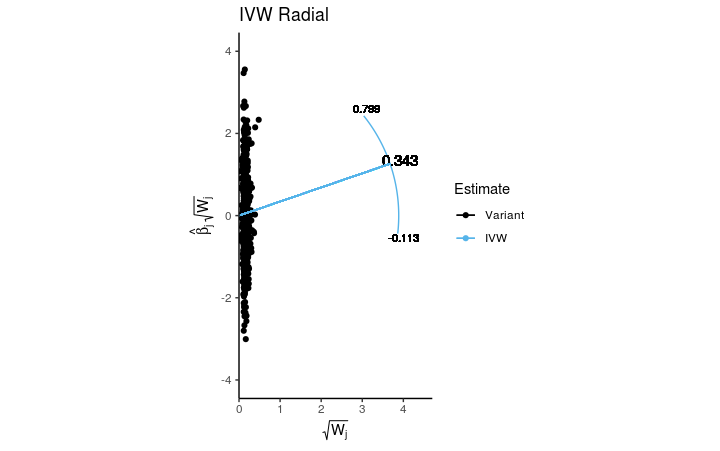 IVW Radial
4
2
0
-2
-4
β̂j√Wj
0.799
0.343
-0.113
0 1 2 3 4
√Wj
Estimate
Variant
IVW